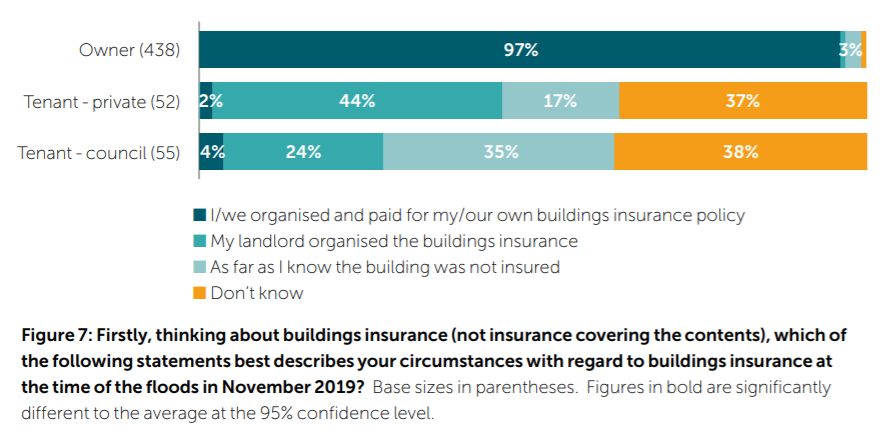 Owner (438) 97% 3%
Tenant - private (52) 2% 44% 17% 37%
Tenant - council (55) 4% 24% 35% 38%
I/we organised and paid for my/our own buildings insurance policy
My landlord organised the buildings insurance
As far as I know the building was not insured
Don't know
Figure 7: Firstly, thinking about buildings insurance (not insurance covering the contents), which of
the following statements best describes your circumstances with regard to buildings insurance at
the time of the floods in November 2019? Base sizes in parentheses. Figures in bold are significantly
different to the average at the 95% confidence level.